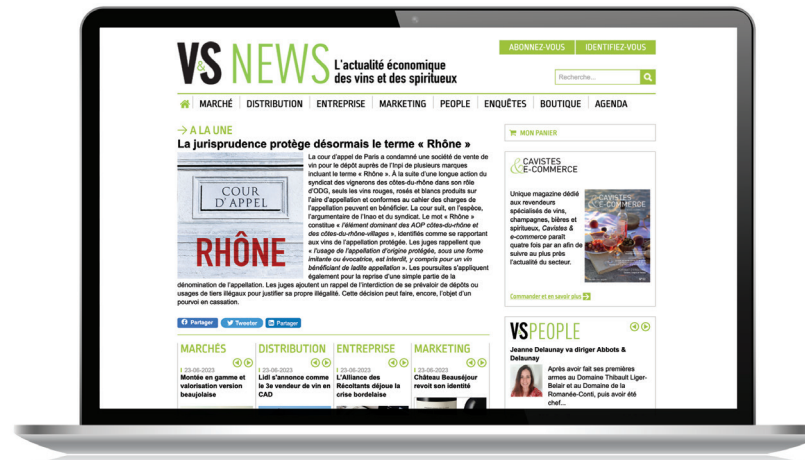 V&S NEWS
L'actualité économique
des vins et des spiritueux
ABONNEZ-VOUS
IDENTIFIEZ-VOUS
Recherche...
MARCHÉ
DISTRIBUTION
ENTREPRISE
MARKETING
PEOPLE
ENQUÊTES
BOUTIQUE
AGENDA
A LA UNE
La jurisprudence protège désormais le terme « Rhône »
COUR
D'APPEL
RHÔNE
La cour d'appel de Paris a condamné une société de vente de
vin pour le dépôt auprès de l'Inpi de plusieurs marques
incluant le terme « Rhône ». À la suite d'une longue action du
syndicat des vignerons des côtes-du-rhône dans son rôle
d'ODG, seuls les vins rouges, rosés et blancs produits sur
l'aire d'appellation et conformes au cahier des charges de
l'appellation peuvent en bénéficier. La cour suit, en l'espèce,
l'argumentaire de l'Inao et du syndicat. Le mot « Rhône »
constitue « l'élément dominant des AOP côtes-du-rhône et
des côtes-du-rhône-villages », identifiés comme se rapportant
aux vins de l'appellation protégée. Les juges rappellent que
« l'usage de l'appellation d'origine protégée, sous une forme
imitante ou évocatrice, est interdit, y compris pour un vin
bénéficiant de ladite appellation ». Les poursuites s'appliquent
également pour la reprise d'une simple partie de la
dénomination de l'appellation. Les juges ajoutent un rappel de l'interdiction de se prévaloir de dépôts ou
usages de tiers illégaux pour justifier sa propre illégalité. Cette décision peut faire, encore, l'objet d'un
pourvoi en cassation.
Partager
Tweeter
Partager
MON PANIER
CAVISTES
& E-COMMERCE
Unique magazine dédié
aux revendeurs
spécialisés de vins,
champagnes, bières et
spiritueux, Cavistes &
e-commerce paraît
quatre fois par an afin de
suivre au plus près
l'actualité du secteur.
CAVISTES
& E-COMMERCE
Commander et en savoir plus
MARCHÉS
23-06-2023
Montée en gamme et
valorisation version
beaujolaise
DISTRIBUTION
23-06-2023
Lidl s'annonce comme
le 3e vendeur de vin en
CAD
ENTREPRISE
23-06-2023
L'Alliance des
Récoltants déjoue la
crise bordelaise
MARKETING
23-06-2023
Château Beauséjour
revoit son identité
VSPEOPLE
Jeanne Delaunay va diriger Abbots &
Delaunay
Après avoir fait ses premières
armes au Domaine Thibault Liger-
Belair et au Domaine de la
Romanée-Conti, puis avoir été
chef...